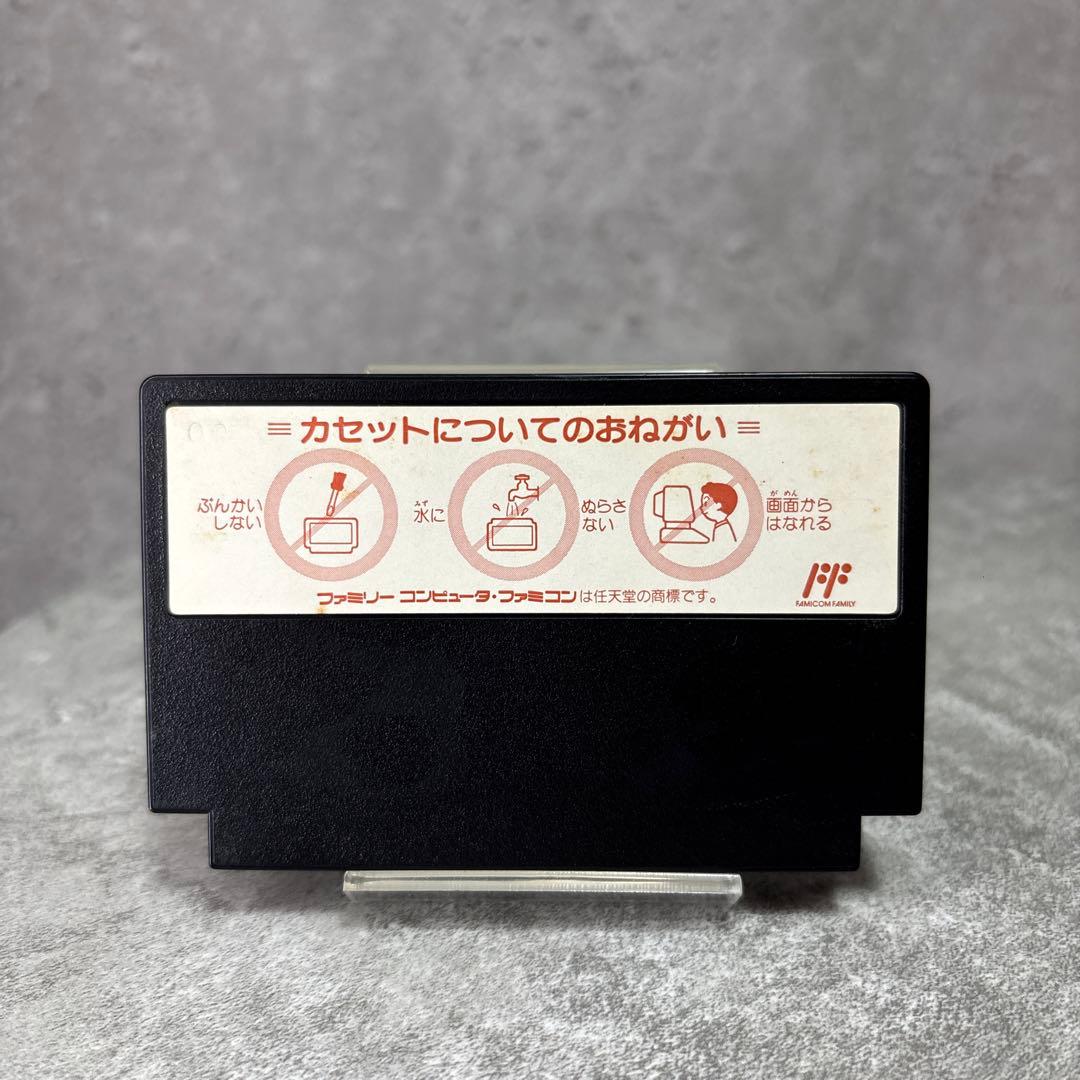 カセットについてのおねがい
ぶんかい
しない
みず
水に
ぬらさ
ない
がめん
画面から
はなれる
ファミリー コンピュータ・ファミコンは任天堂の商標です。
FF
FAMICOM FAMILY